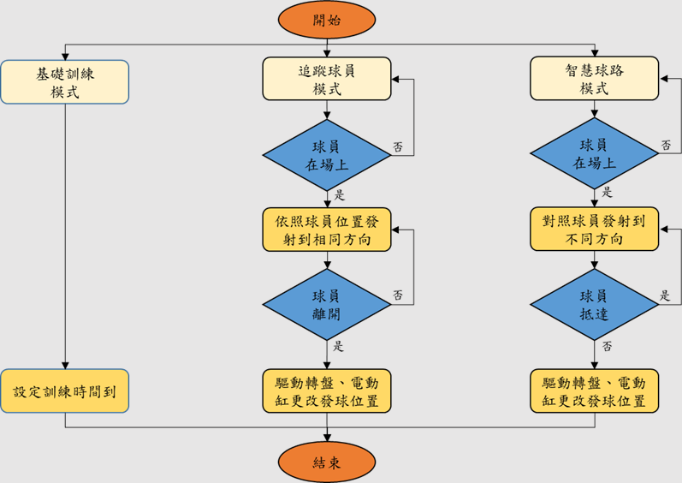 開始
基礎訓練
模式
追蹤球員
模式
智慧球路
模式
球員
在場上
否
是
球員
在場上
否
是
依照球員位置發
射到相同方向
對照球員發射到
不同方向
球員
離開
否
是
球員
抵達
是
否
設定訓練時間到
驅動轉盤、電動
缸更改發球位置
驅動轉盤、電動
缸更改發球位置
結束